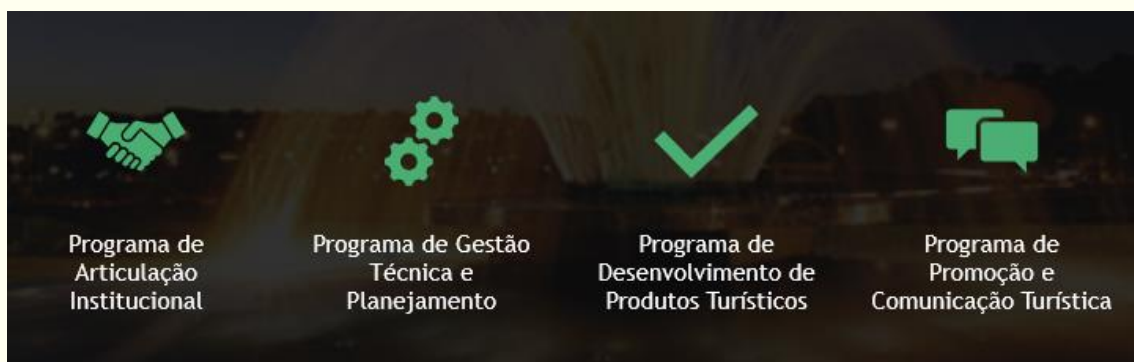 Programa de
Articulação
Institucional
Programa de Gestão
Técnica e
Planejamento
Programa de
Desenvolvimento de
Produtos Turísticos
Programa de
Promoção e
Comunicação Turística